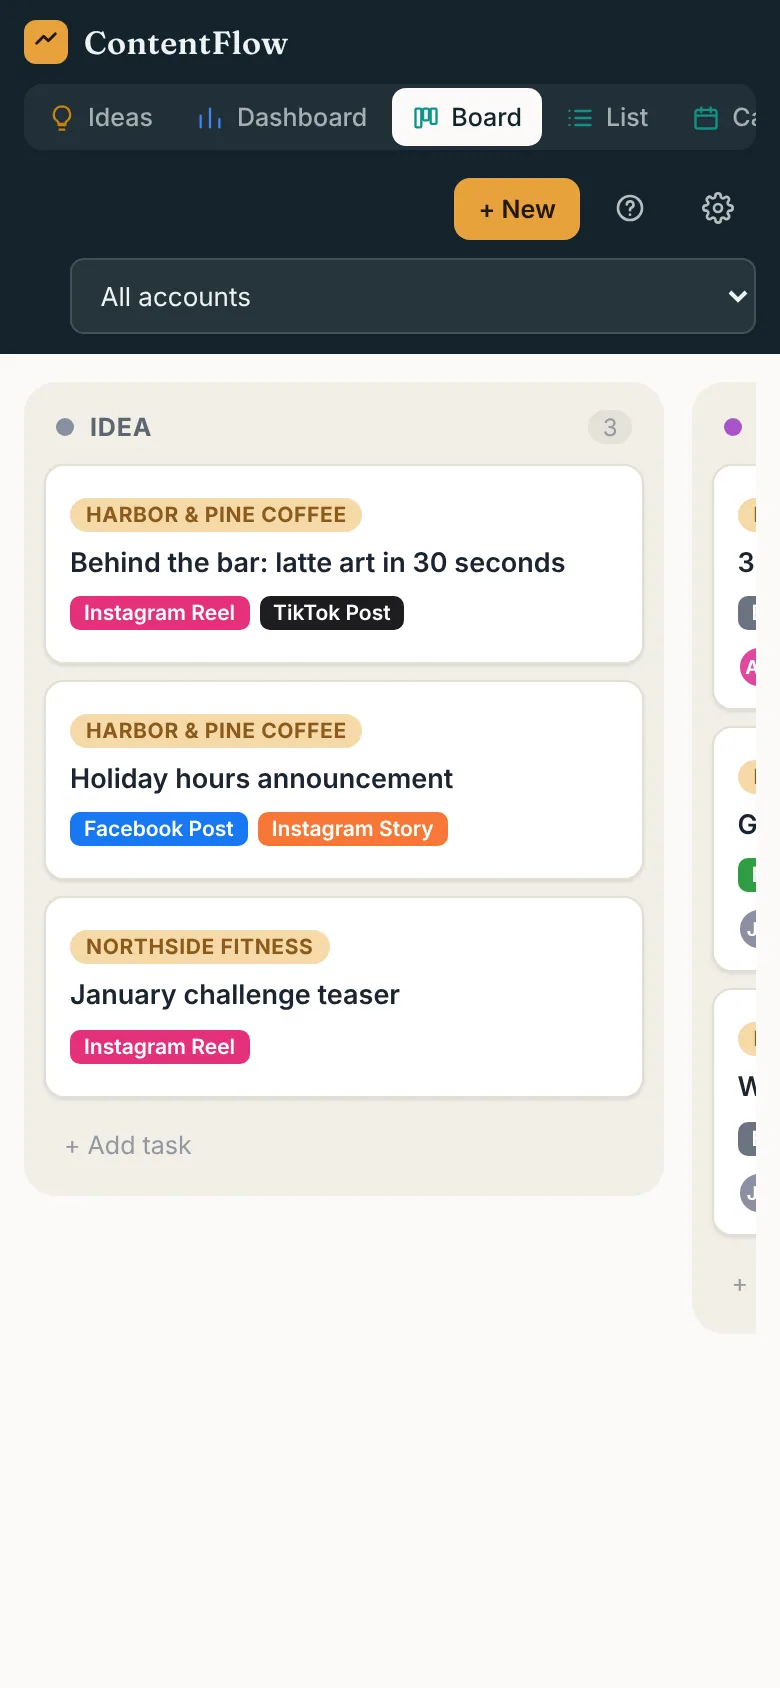 ContentFlow
Ideas
Dashboard
Board
List
+ New
All accounts
IDEA
3
HARBOR & PINE COFFEE
Behind the bar: latte art in 30 seconds
Instagram Reel
TikTok Post
HARBOR & PINE COFFEE
Holiday hours announcement
Facebook Post
Instagram Story
NORTHSIDE FITNESS
January challenge teaser
Instagram Reel
+ Add task
3
A
G
J
W
J
+